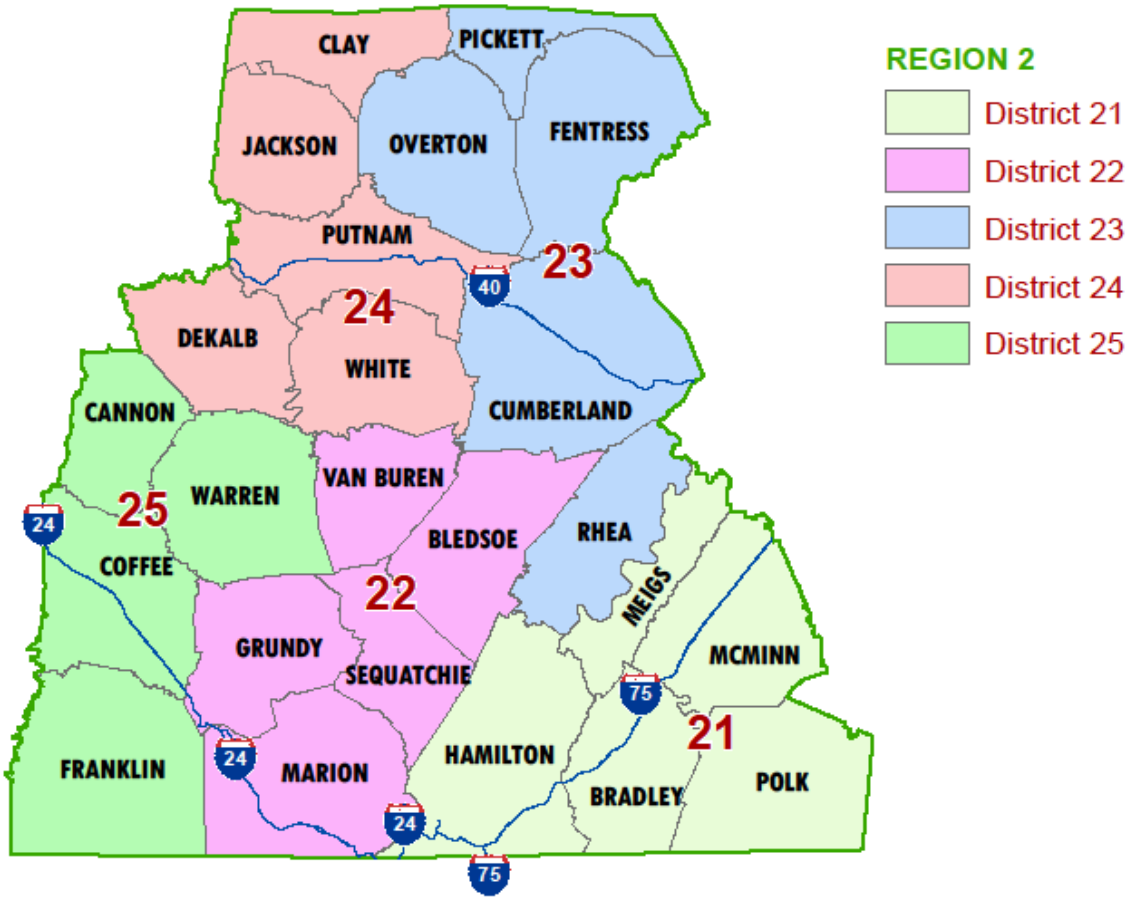 CLAY
PICKETT
JACKSON
OVERTON
FENTRESS
PUTNAM
23
40
24
DEKALB
WHITE
CANNON
CUMBERLAND
VAN BUREN
WARREN
25
24
BLEDSOE
RHEA
COFFEE
22
MEIGS
GRUNDY
SEQUATCHIE
MCMINN
75
21
HAMILTON
24
FRANKLIN
MARION
POLK
BRADLEY
24
75
REGION 2
District 21
District 22
District 23
District 24
District 25